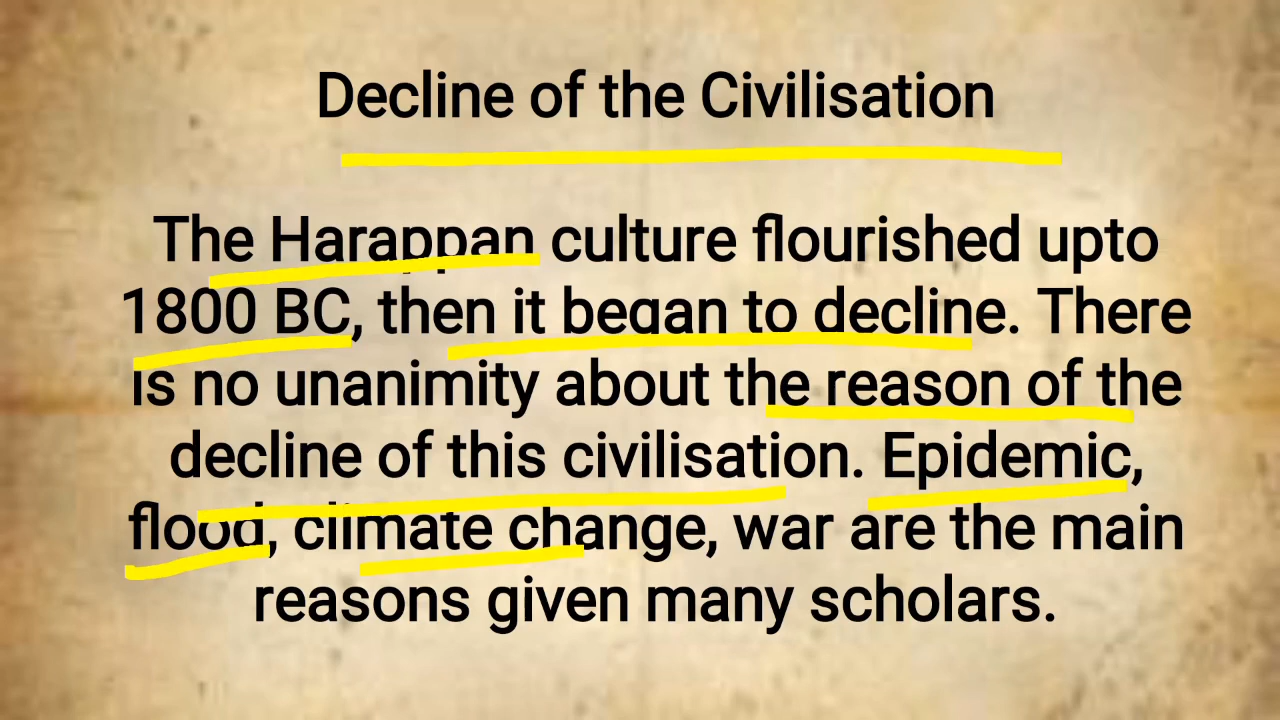 Decline of the Civilisation
The Harappan culture flourished upto
1800 BC, then it began to decline. There
is no unanimity about the reason of the
decline of this civilisation. Epidemic,
flood, climate change, war are the main
reasons given many scholars.